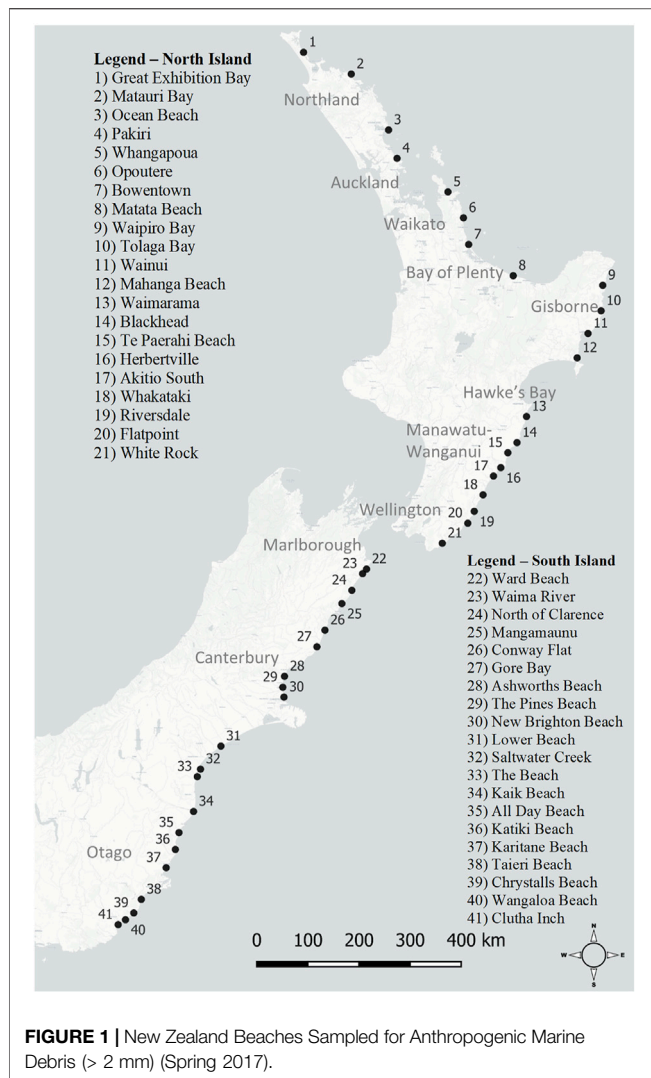 Legend – North Island
1) Great Exhibition Bay
2) Matauri Bay
3) Ocean Beach
4) Pakiri
5) Whangapoua
6) Opoutere
7) Bowentown
8) Matata Beach
9) Waipiro Bay
10) Tolaga Bay
11) Wainui
12) Mahanga Beach
13) Waimarama
14) Blackhead
15) Te Paerahi Beach
16) Herbertville
17) Akitio South
18) Whakataki
19) Riversdale
20) Flatpoint
21) White Rock
1
2
Northland
3
4
Auckland
5
Waikato
6
7
Bay of Plenty
8
9
Gisborne
10
11
12
Hawke's Bay
13
Manawatu-
Wanganui
14
15
16
17
18
Wellington
20
19
21
Marlborough
22
23
24
25
26
27
Canterbury
28
29
30
31
32
33
34
35
36
Otago
37
38
39
41
40
Legend – South Island
22) Ward Beach
23) Waima River
24) North of Clarence
25) Mangamaunu
26) Conway Flat
27) Gore Bay
28) Ashworths Beach
29) The Pines Beach
30) New Brighton Beach
31) Lower Beach
32) Saltwater Creek
33) The Beach
34) Kaik Beach
35) All Day Beach
36) Katiki Beach
37) Karitane Beach
38) Taieri Beach
39) Chrystalls Beach
40) Wangaloa Beach
41) Clutha Inch
0 100 200 300 400 km
N
W E
S
FIGURE 1 | New Zealand Beaches Sampled for Anthropogenic Marine
Debris (> 2 mm) (Spring 2017).